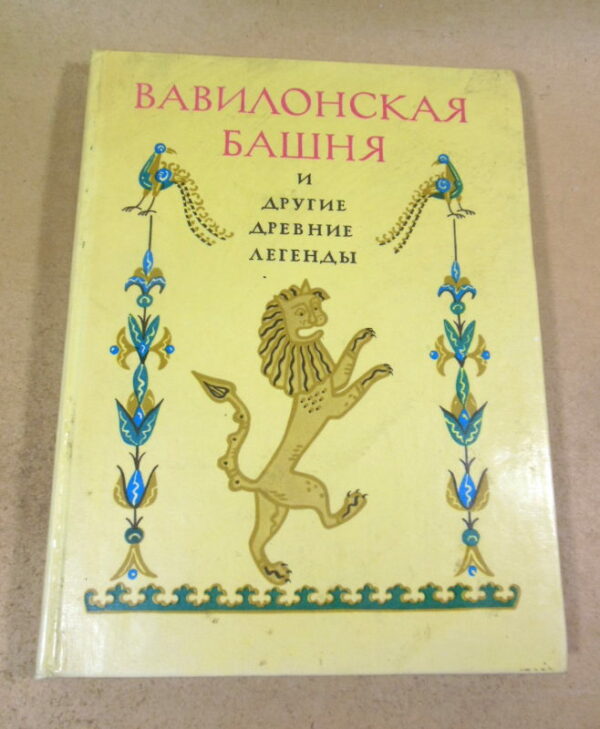 ВАВИЛОНСКАЯ
БАШНЯ
И
ДРУГИЕ
ДРЕВНИЕ
ЛЕГЕНДЫ